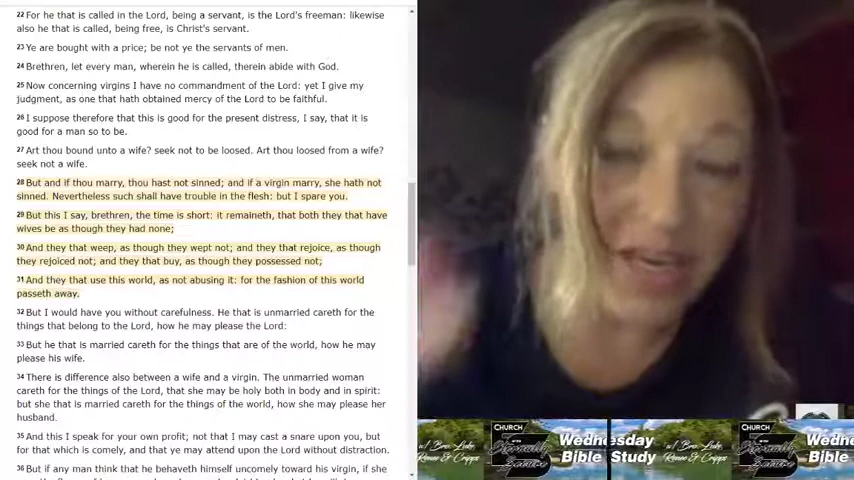 22 For he that is called in the Lord, being a servant, is the Lord's freeman: likewise
also he that is called, being free, is Christ's servant.
23 Ye are bought with a price; be not ye the servants of men.
24 Brethren, let every man, wherein he is called, therein abide with God.
25 Now concerning virgins I have no commandment of the Lord: yet I give my
judgment, as one that hath obtained mercy of the Lord to be faithful.
26 I suppose therefore that this is good for the present distress, I say, that it is
good for a man so to be.
27 Art thou bound unto a wife? seek not to be loosed. Art thou loosed from a wife?
seek not a wife.
28 But and if thou marry, thou hast not sinned; and if a virgin marry, she hath not
sinned. Nevertheless such shall have trouble in the flesh: but I spare you.
29 But this I say, brethren, the time is short: it remaineth, that both they that have
wives be as though they had none;
30 And they that weep, as though they wept not; and they that rejoice, as though
they rejoiced not; and they that buy, as though they possessed not;
31 And they that use this world, as not abusing it: for the fashion of this world
passeth away.
32 But I would have you without carefulness. He that is unmarried careth for the
things that belong to the Lord, how he may please the Lord:
33 But he that is married careth for the things that are of the world, how he may
please his wife.
34 There is difference also between a wife and a virgin. The unmarried woman
careth for the things of the Lord, that she may be holy both in body and in spirit:
but she that is married careth for the things of the world, how she may please her
husband.
35 And this I speak for your own profit; not that I may cast a snare upon you, but
for that which is comely, and that ye may attend upon the Lord without distraction.
36 But if any man think that he behaveth himself uncomely toward his virgin, if she
w/ Bro. Luke,
Renee & Cripps
CHURCH
OF THE
Eternally
Secure
Wednesday
Bible Study
w/ Bro. Luke,
Renee & Cripps
CHURCH
OF THE
Eternally
Secure
Wedne
Bible